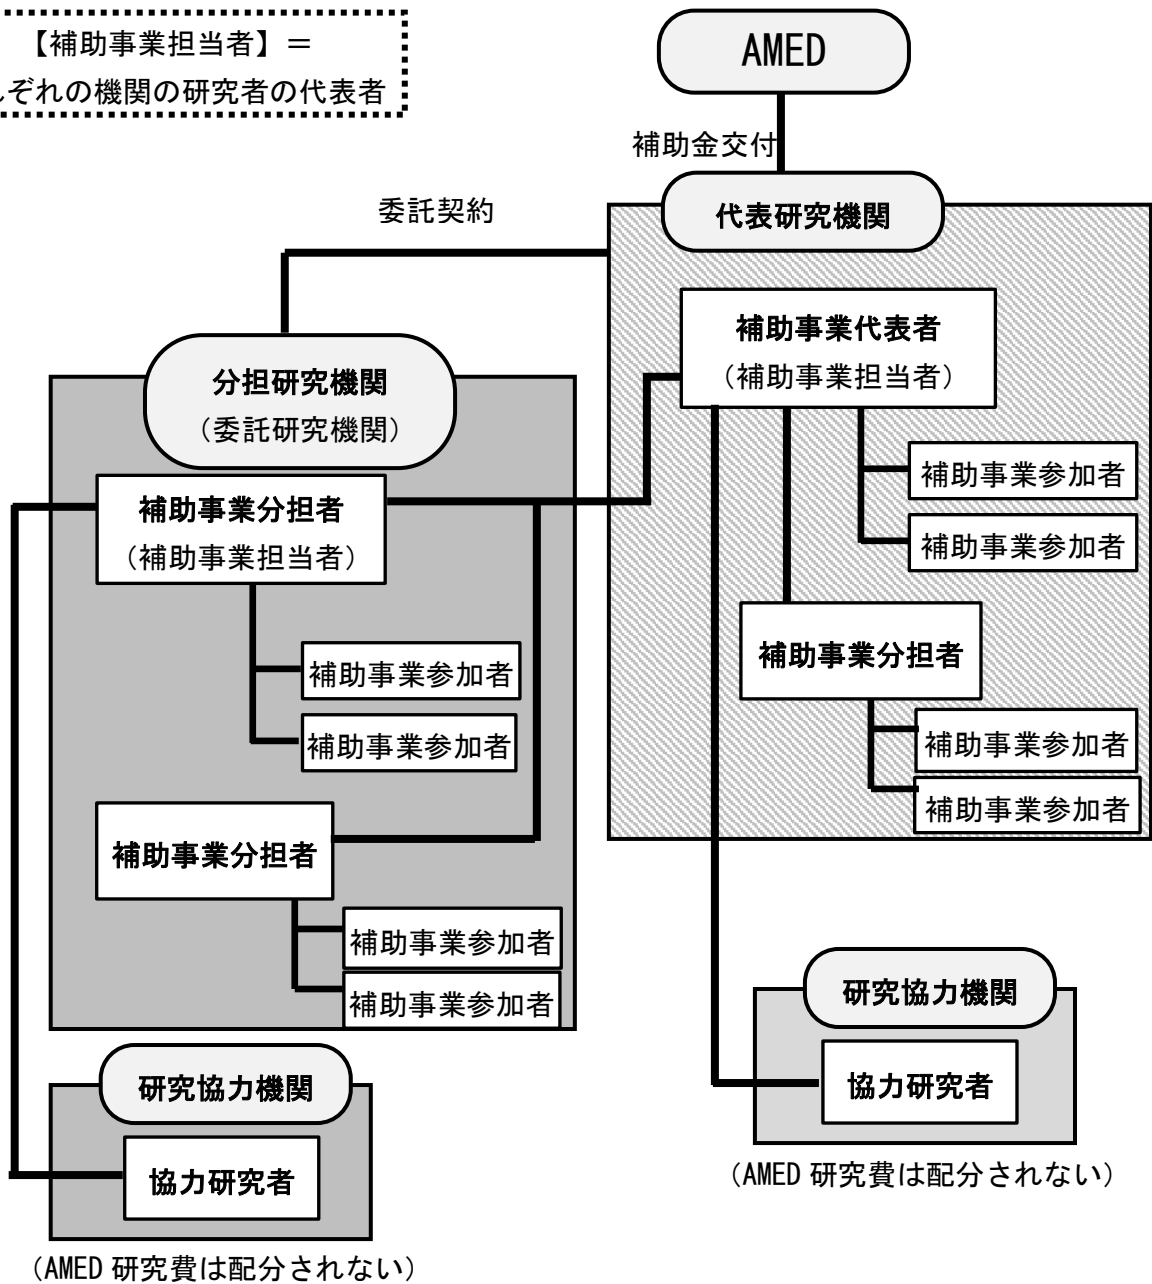 【補助事業担当者】＝
ぞれの機関の研究者の代表者
AMED
補助金交付
代表研究機関
委託契約
補助事業代表者
（補助事業担当者）
補助事業参加者
補助事業参加者
補助事業分担者
補助事業参加者
補助事業参加者
分担研究機関
（委託研究機関）
補助事業分担者
（補助事業担当者）
補助事業参加者
補助事業参加者
補助事業分担者
補助事業参加者
補助事業参加者
研究協力機関
協力研究者
（AMED 研究費は配分されない）
研究協力機関
協力研究者
（AMED 研究費は配分されない）